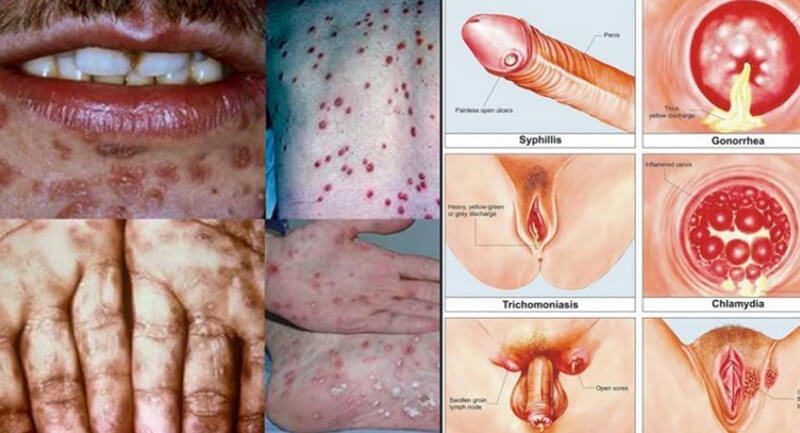 Penis
Painless open ulcers
Syphillis
Thick
yellow discharge
Gonorrhea
Heavy, yellow-green
or grey discharge
Trichomoniasis
Inflamed cervix
Chlamydia
Swollen groin
lymph node
Open sores